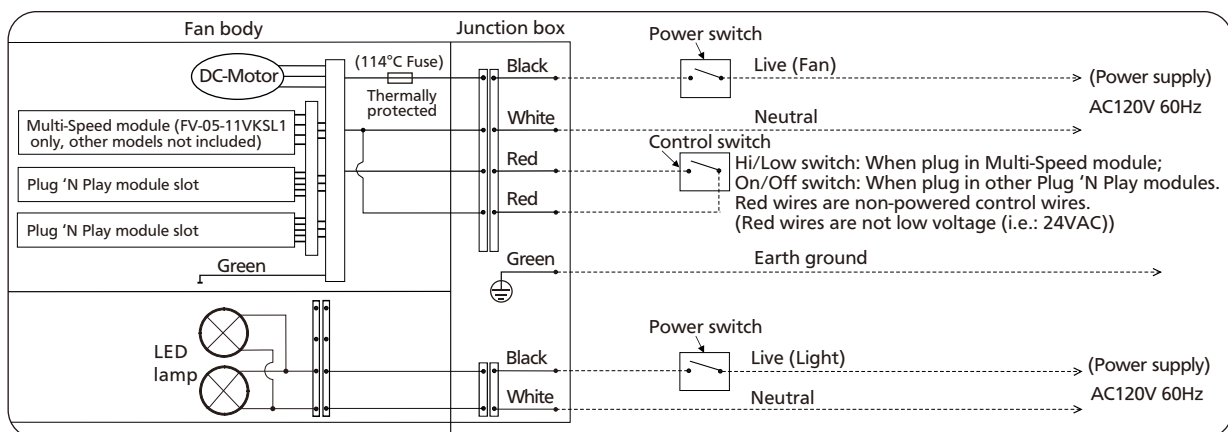 Fan body
Junction box
Power switch
DC-Motor
(114°C Fuse)
Thermally
protected
Black
Live (Fan)
(Power supply)
AC120V 60Hz
Multi-Speed module (FV-05-11VKSL1
only, other models not included)
White
Neutral
Control switch
Red
Hi/Low switch: When plug in Multi-Speed module;
On/Off switch: When plug in other Plug ‘N Play modules.
Red wires are non-powered control wires.
(Red wires are not low voltage (i.e.: 24VAC))
Plug ‘N Play module slot
Red
Plug ‘N Play module slot
Green
Green
Earth ground
Power switch
LED
lamp
Black
Live (Light)
(Power supply)
AC120V 60Hz
White
Neutral